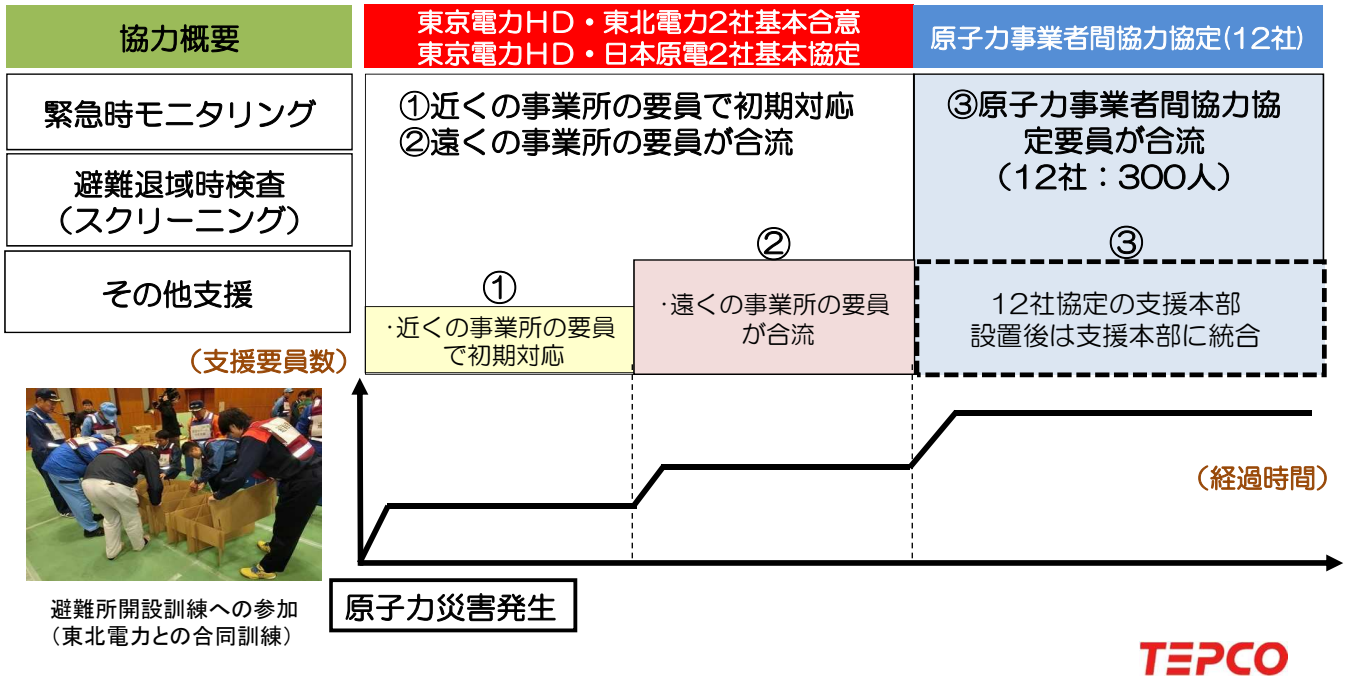 協力概要
東京電力HD・東北電力2社基本合意
東京電力HD・日本原電2社基本協定
原子力事業者間協力協定(12社)
緊急時モニタリング
避難退域時検査
(スクリーニング)
その他支援
①近くの事業所の要員で初期対応
②遠くの事業所の要員が合流
③原子力事業者間協力協
定要員が合流
(12社:300人)
①
・近くの事業所の要員
で初期対応
②
・遠くの事業所の要員
が合流
③
12社協定の支援本部
設置後は支援本部に統合
(支援要員数)
(経過時間)
原子力災害発生
避難所開設訓練への参加
(東北電力との合同訓練)
TEPCO